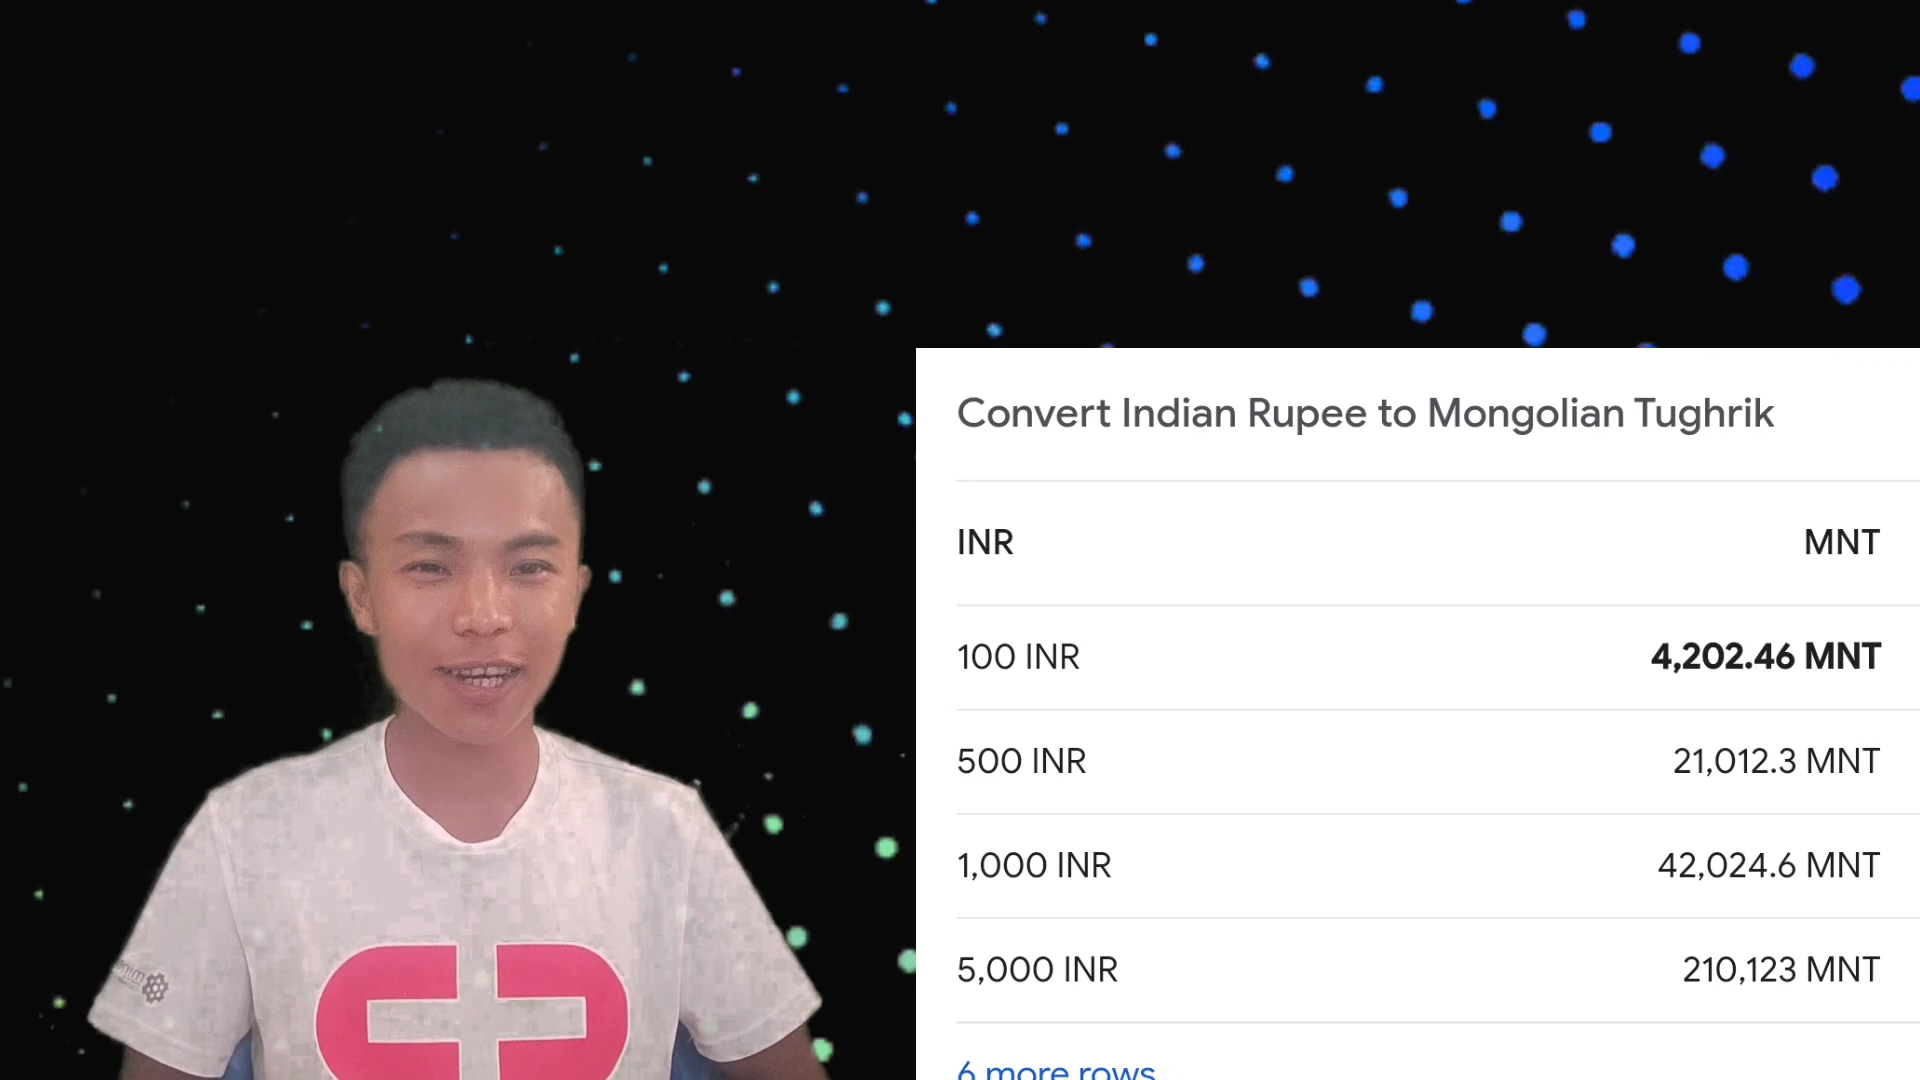 Convert Indian Rupee to Mongolian Tughrik
INR MNT
100 INR 4,202.46 MNT
500 INR 21,012.3 MNT
1,000 INR 42,024.6 MNT
5,000 INR 210,123 MNT
6 more rows